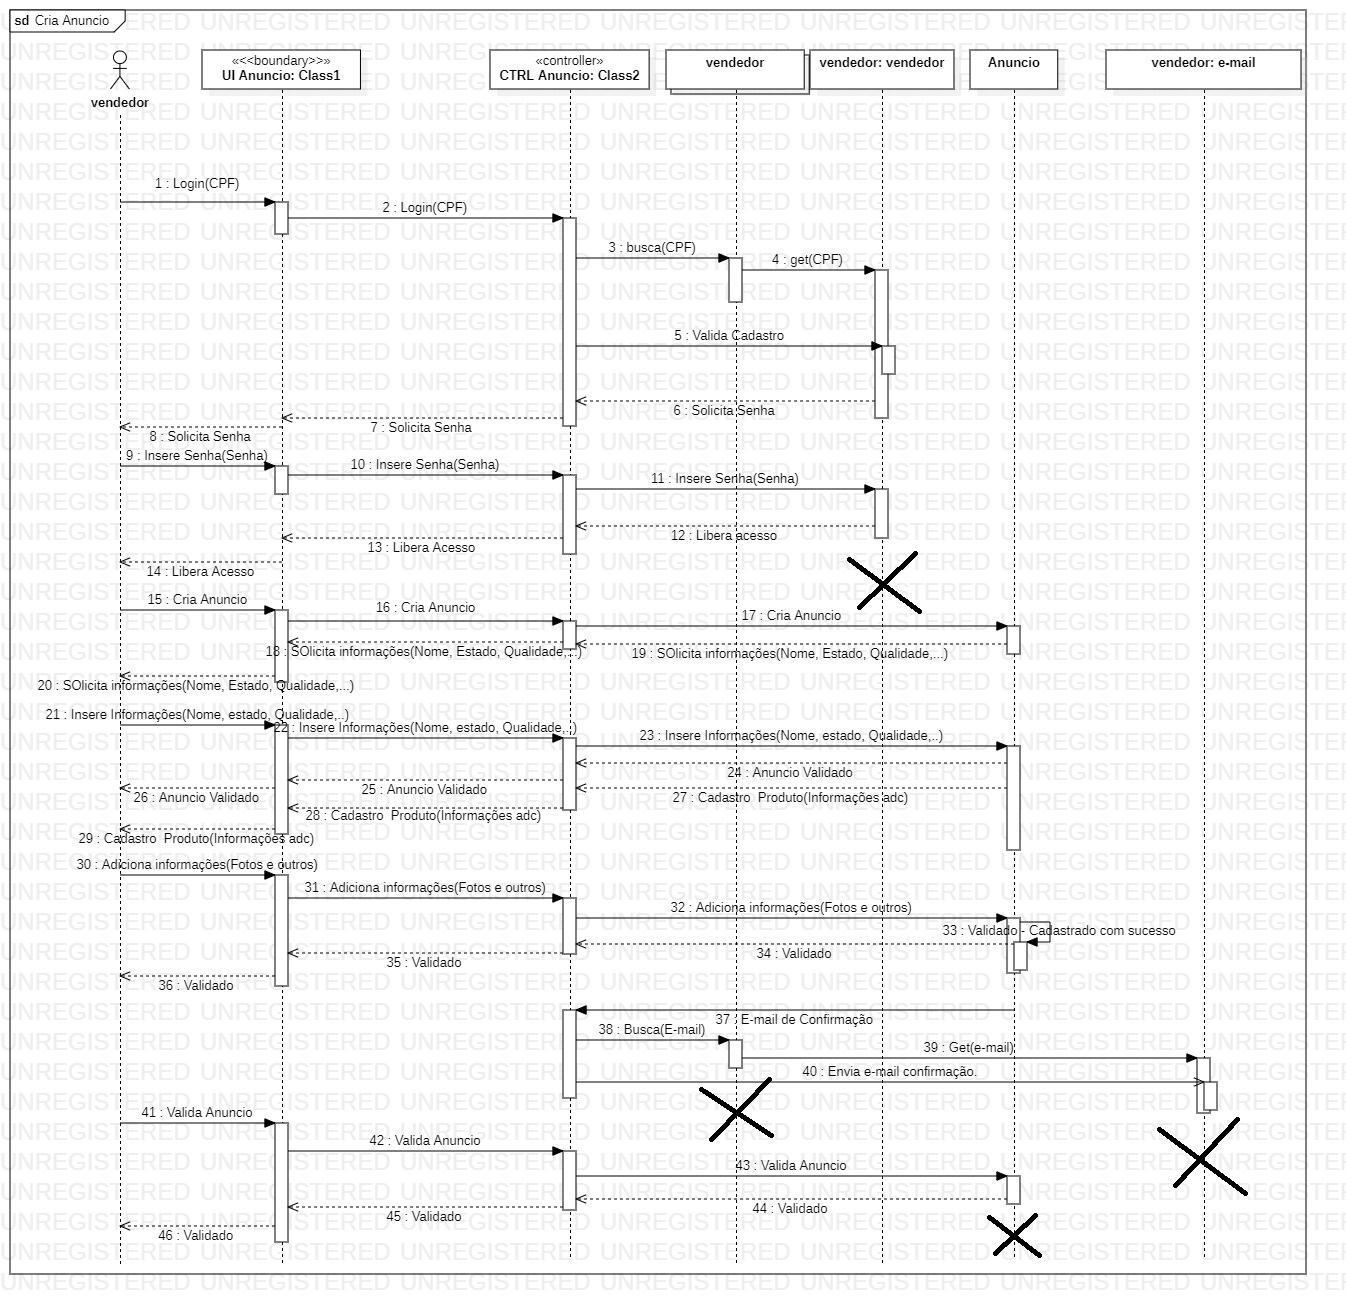 sd Cria Anuncio
«<<boundary>>»
UI Anuncio: Class1
«controller»
CTRL Anuncio: Class2
vendedor
vendedor: vendedor
Anuncio
vendedor: e-mail
vendedor
1 : Login(CPF)
2 : Login(CPF)
3 : busca(CPF)
4 : get(CPF)
5 : Valida Cadastro
6 : Solicita Senha
7 : Solicita Senha
8 : Solicita Senha
9 : Insere Senha(Senha)
10 : Insere Senha(Senha)
11 : Insere Senha(Senha)
12 : Libera acesso
13 : Libera Acesso
14 : Libera Acesso
15 : Cria Anuncio
16 : Cria Anuncio
17 : Cria Anuncio
18 : SOlicita informações(Nome, Estado, Qualidade,...)
19 : SOlicita informações(Nome, Estado, Qualidade,...)
20 : SOlicita informações(Nome, Estado, Qualidade,...)
21 : Insere Informações(Nome, estado, Qualidade,..)
22 : Insere Informações(Nome, estado, Qualidade,..)
23 : Insere Informações(Nome, estado, Qualidade,..)
24 : Anuncio Validado
25 : Anuncio Validado
26 : Anuncio Validado
27 : Cadastro  Produto(Informações adc)
28 : Cadastro  Produto(Informações adc)
29 : Cadastro  Produto(Informações adc)
30 : Adiciona informações(Fotos e outros)
31 : Adiciona informações(Fotos e outros)
32 : Adiciona informações(Fotos e outros)
33 : Validado - Cadastrado com sucesso
34 : Validado
35 : Validado
36 : Validado
37 : E-mail de Confirmação
38 : Busca(E-mail)
39 : Get(e-mail)
40 : Envia e-mail confirmação.
41 : Valida Anuncio
42 : Valida Anuncio
43 : Valida Anuncio
44 : Validado
45 : Validado
46 : Validado
UNREGISTERED